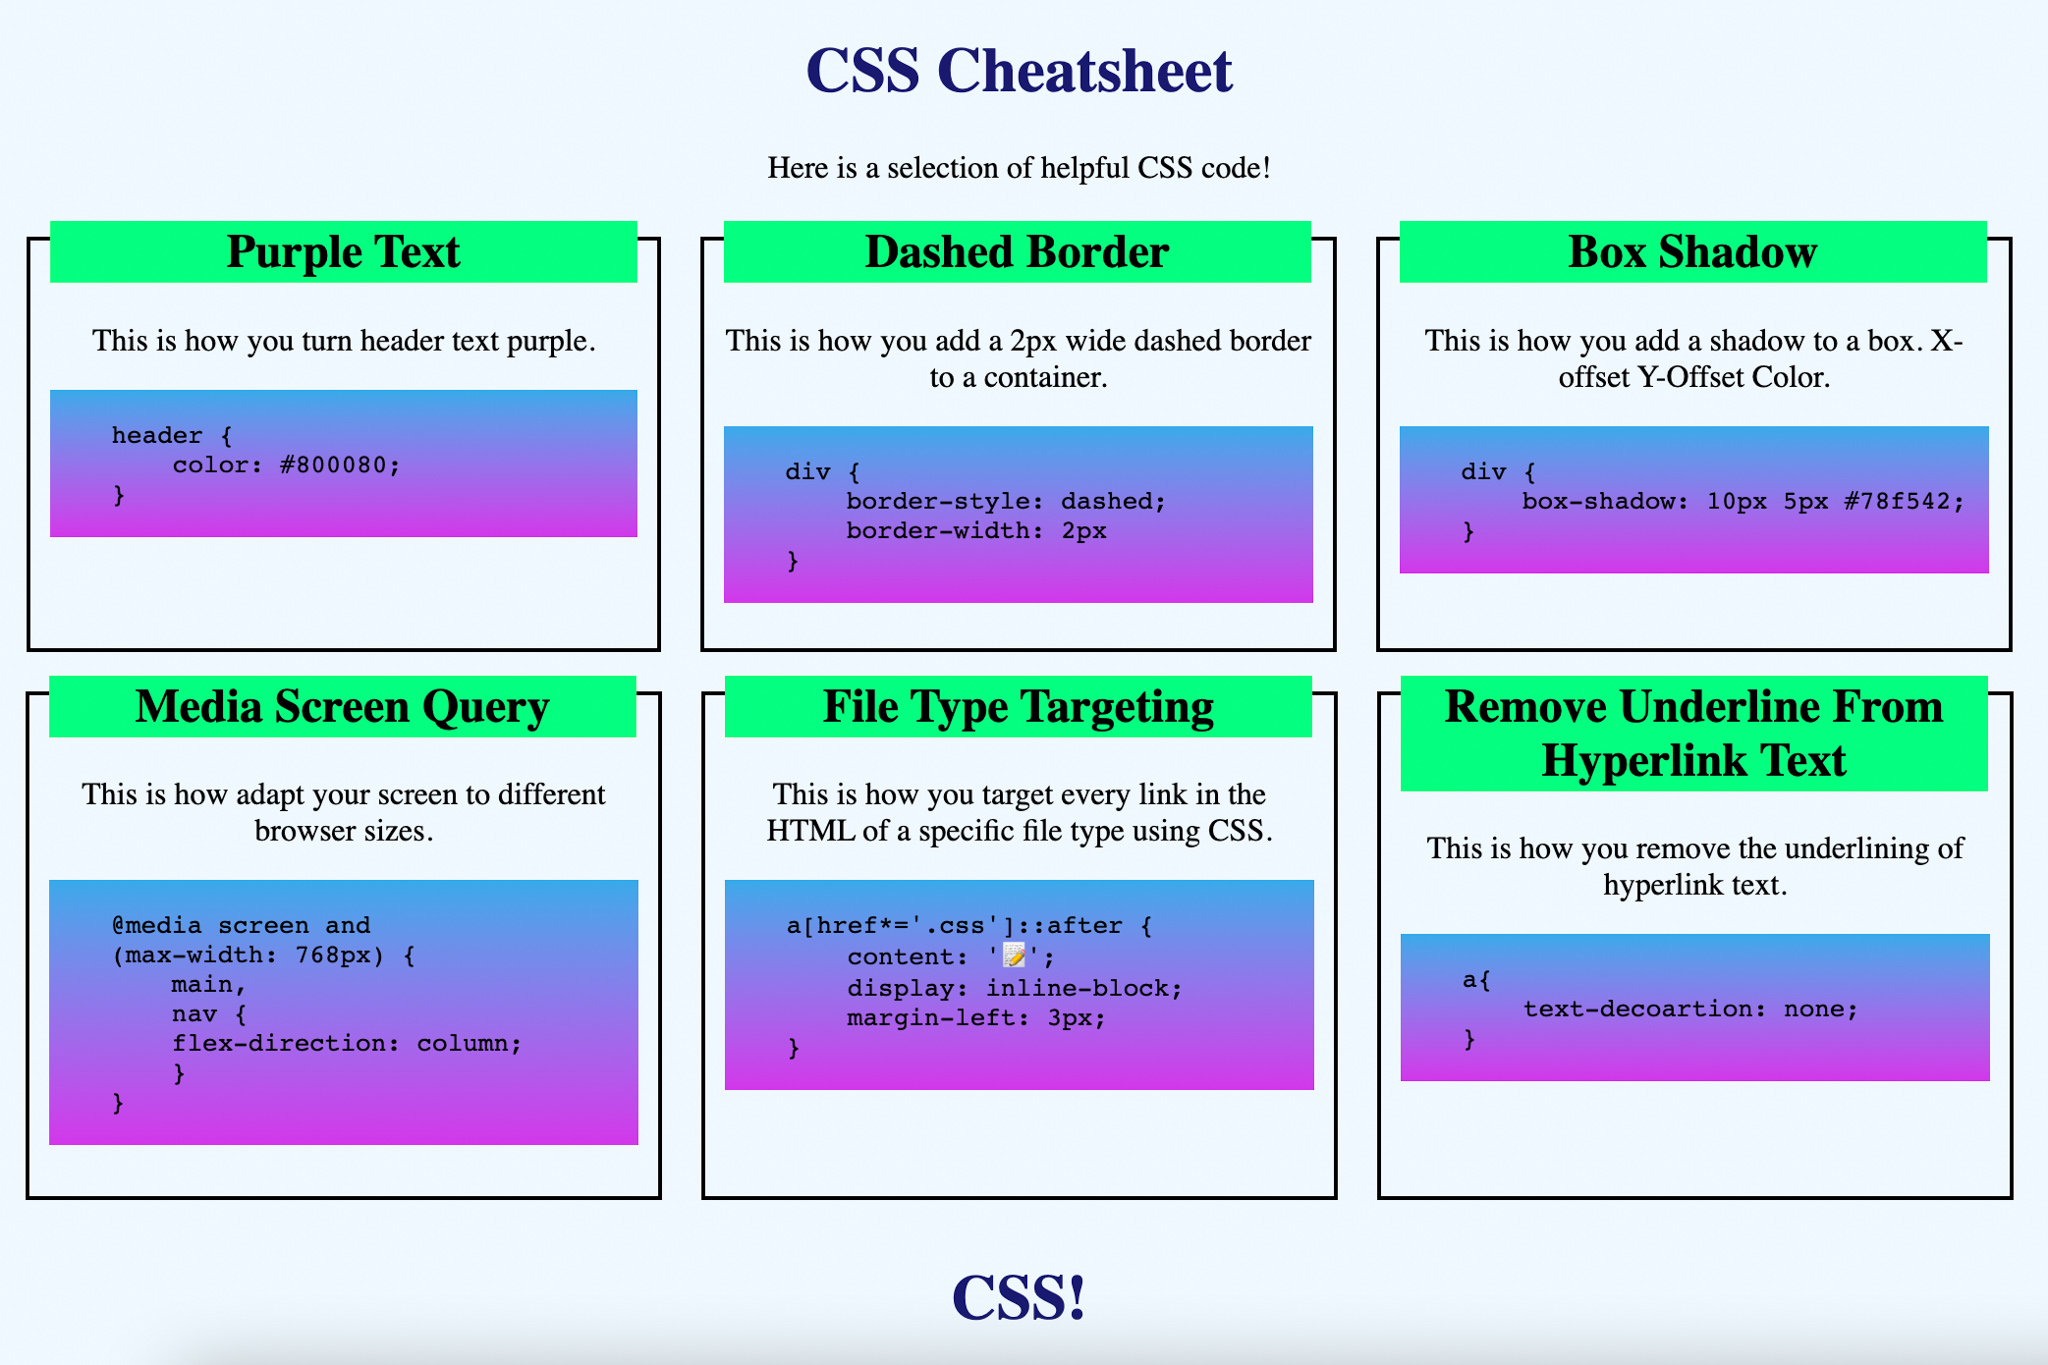 CSS Cheatsheet
Here is a selection of helpful CSS code!
Purple Text
This is how you turn header text purple.
header {
    color: #800080;
}
Dashed Border
This is how you add a 2px wide dashed border
to a container.
div {
    border-style: dashed;
    border-width: 2px
}
Box Shadow
This is how you add a shadow to a box. X-
offset Y-Offset Color.
div {
    box-shadow: 10px 5px #78f542;
}
Media Screen Query
This is how adapt your screen to different
browser sizes.
@media screen and
(max-width: 768px) {
    main,
    nav {
    flex-direction: column;
    }
}
File Type Targeting
This is how you target every link in the
HTML of a specific file type using CSS.
a[href*='.css']::after {
    content: '📝';
    display: inline-block;
    margin-left: 3px;
}
Remove Underline From
Hyperlink Text
This is how you remove the underlining of
hyperlink text.
a{
    text-decoartion: none;
}
CSS!